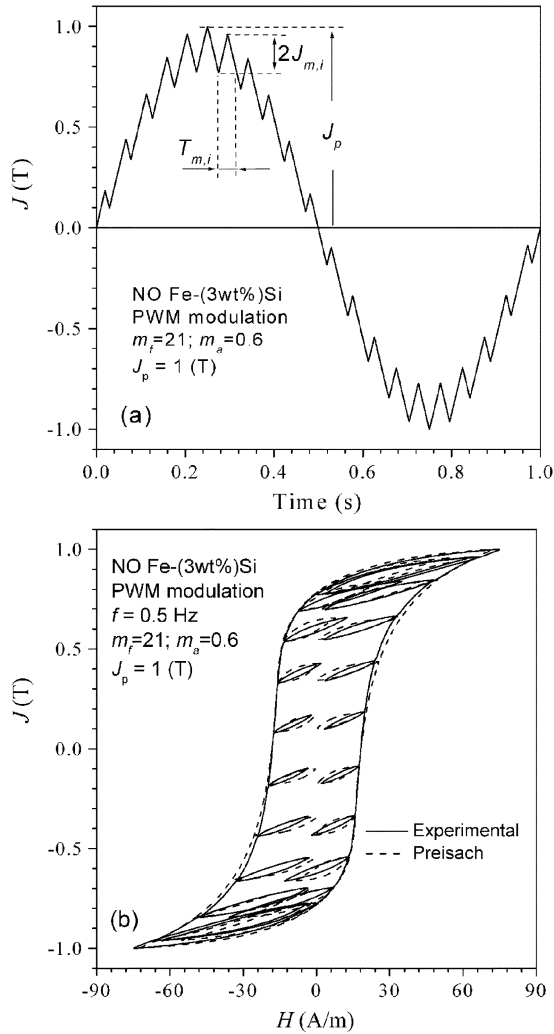 1.0
0.5
0.0
-0.5
-1.0
J (T)
2J_{m,i}
T_{m,i}
J_p
NO Fe-(3wt%)Si
PWM modulation
m_f=21; m_a=0.6
J_p = 1 (T)
(a)
0.0 0.2 0.4 0.6 0.8 1.0
Time (s)
1.0
0.5
0.0
-0.5
-1.0
J (T)
NO Fe-(3wt%)Si
PWM modulation
f = 0.5 Hz
m_f=21; m_a=0.6
J_p = 1 (T)
Experimental
Preisach
(b)
-90 -60 -30 0 30 60 90
H (A/m)